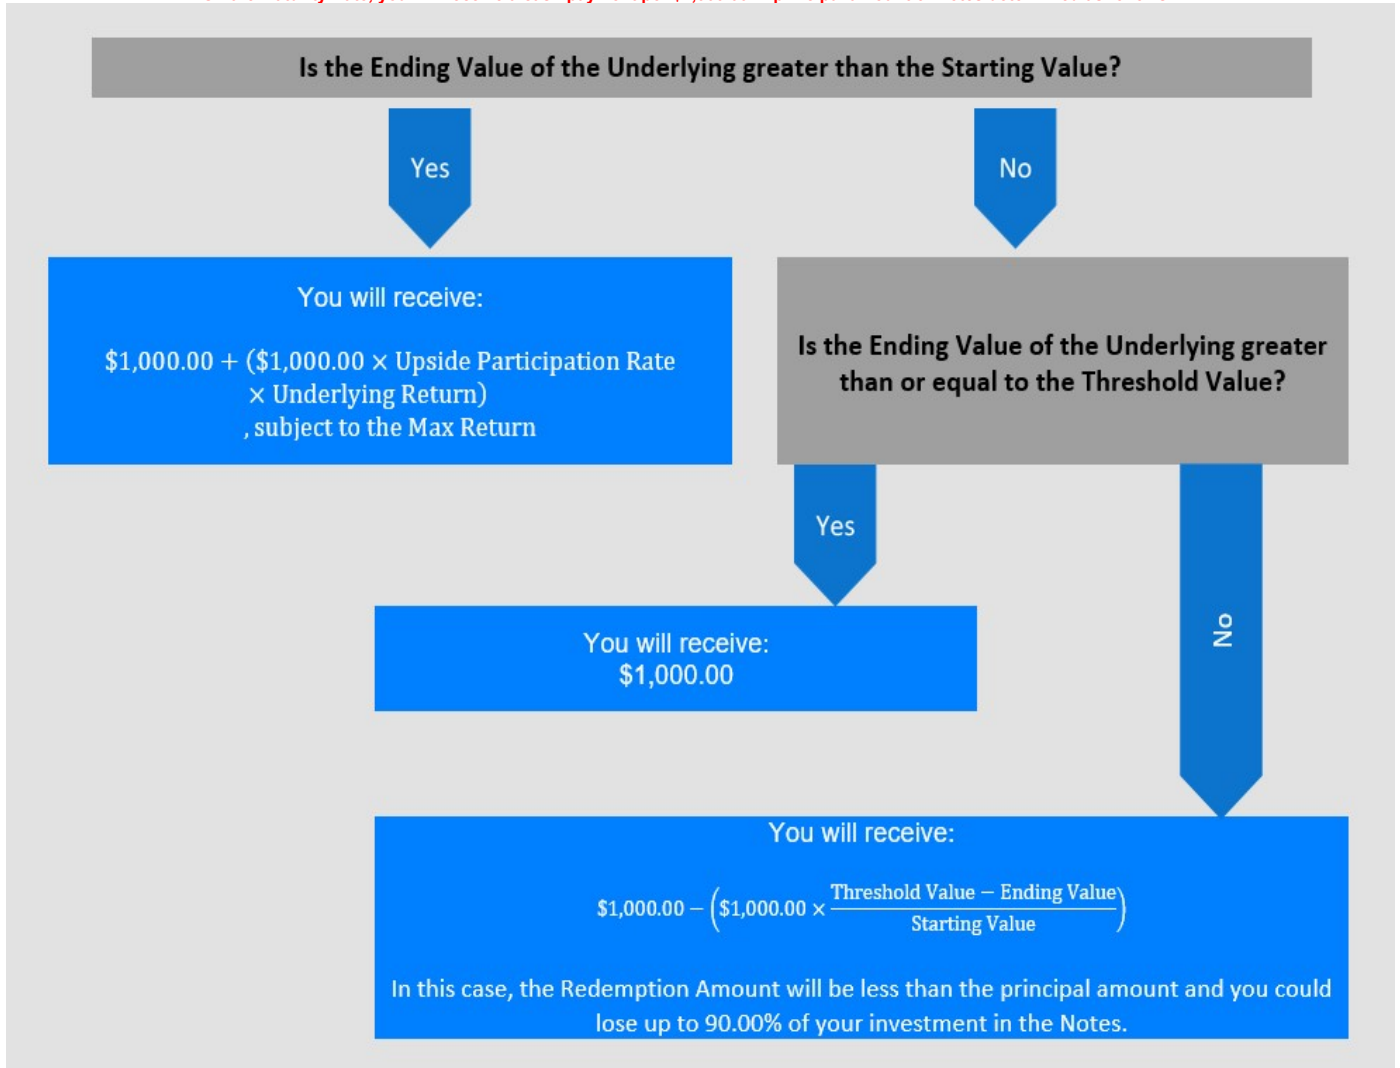 Is the Ending Value of the Underlying greater than the Starting Value?
Yes
No
You will receive:
$1,000.00 + ($1,000.00 × Upside Participation Rate
× Underlying Return)
, subject to the Max Return
Is the Ending Value of the Underlying greater
than or equal to the Threshold Value?
Yes
No
You will receive:
$1,000.00
You will receive:
$1,000.00 − ($1,000.00 × Threshold Value − Ending Value
Starting Value)
In this case, the Redemption Amount will be less than the principal amount and you could
lose up to 90.00% of your investment in the Notes.